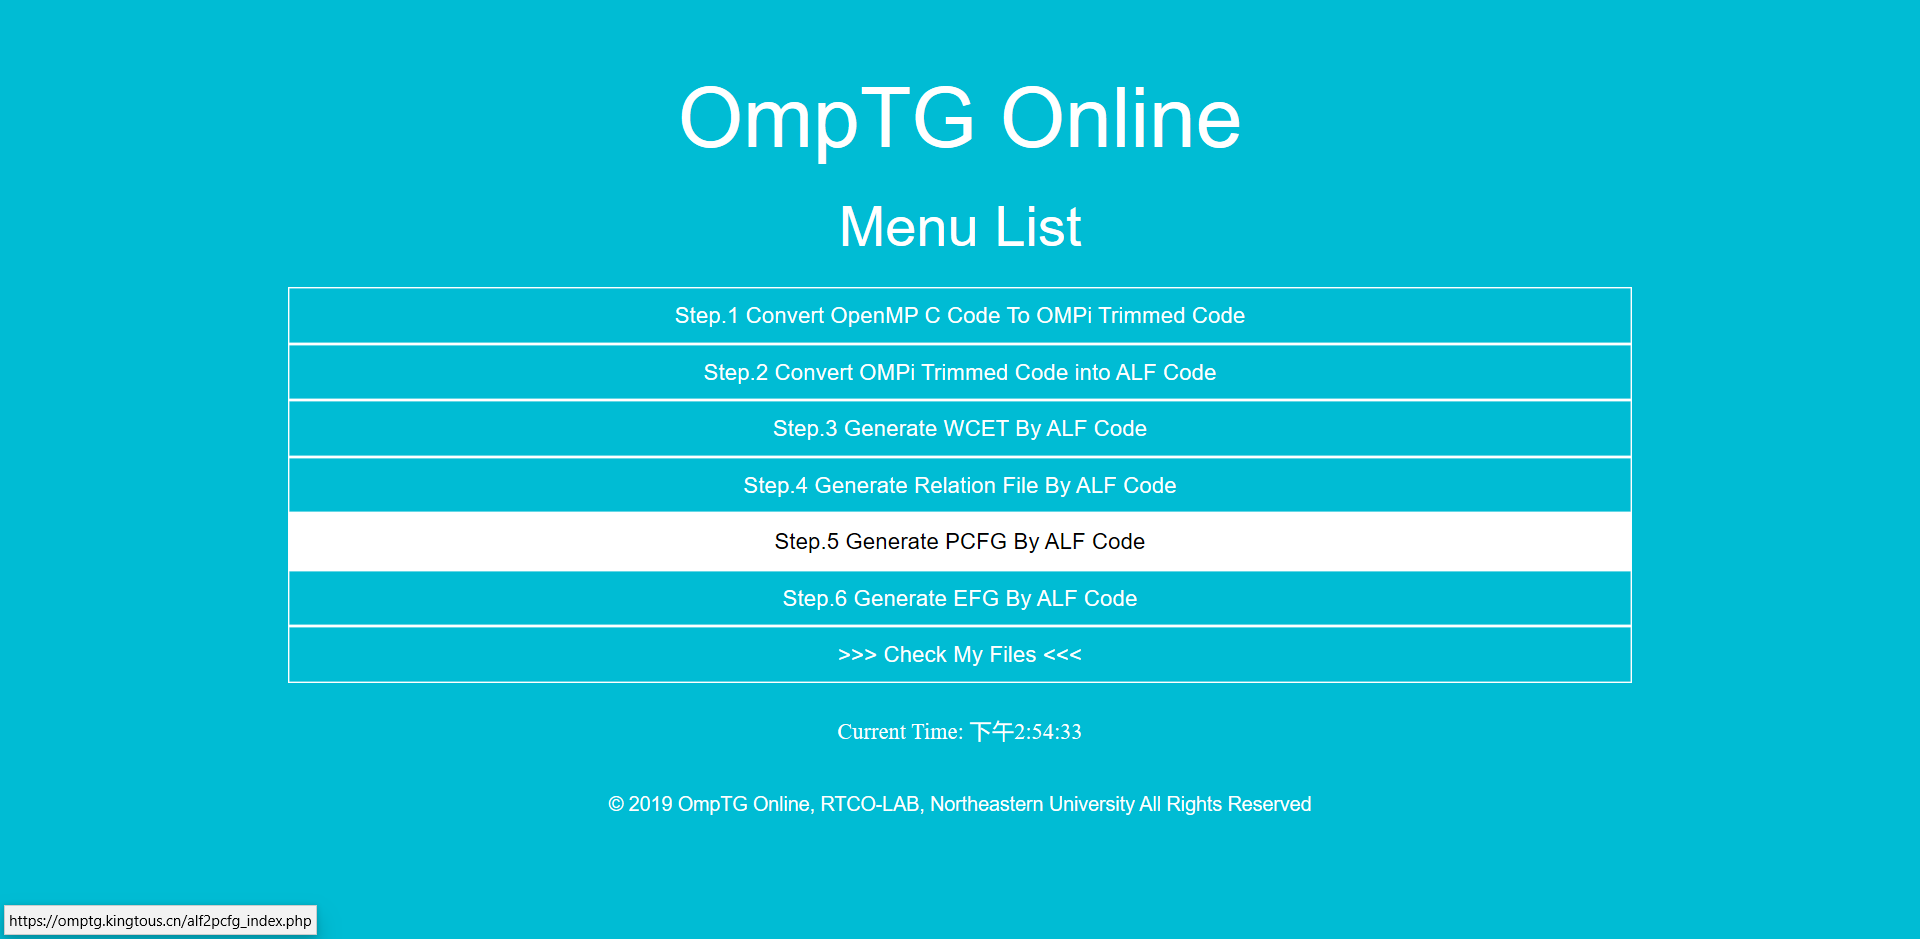 OmpTG Online
Menu List
Step.1 Convert OpenMP C Code To OMPi Trimmed Code
Step.2 Convert OMPi Trimmed Code into ALF Code
Step.3 Generate WCET By ALF Code
Step.4 Generate Relation File By ALF Code
Step.5 Generate PCFG By ALF Code
Step.6 Generate EFG By ALF Code
>>> Check My Files <<<
Current Time: 下午2:54:33
© 2019 OmpTG Online, RTCO-LAB, Northeastern University All Rights Reserved
https://omptg.kingtous.cn/alf2pcfg_index.php